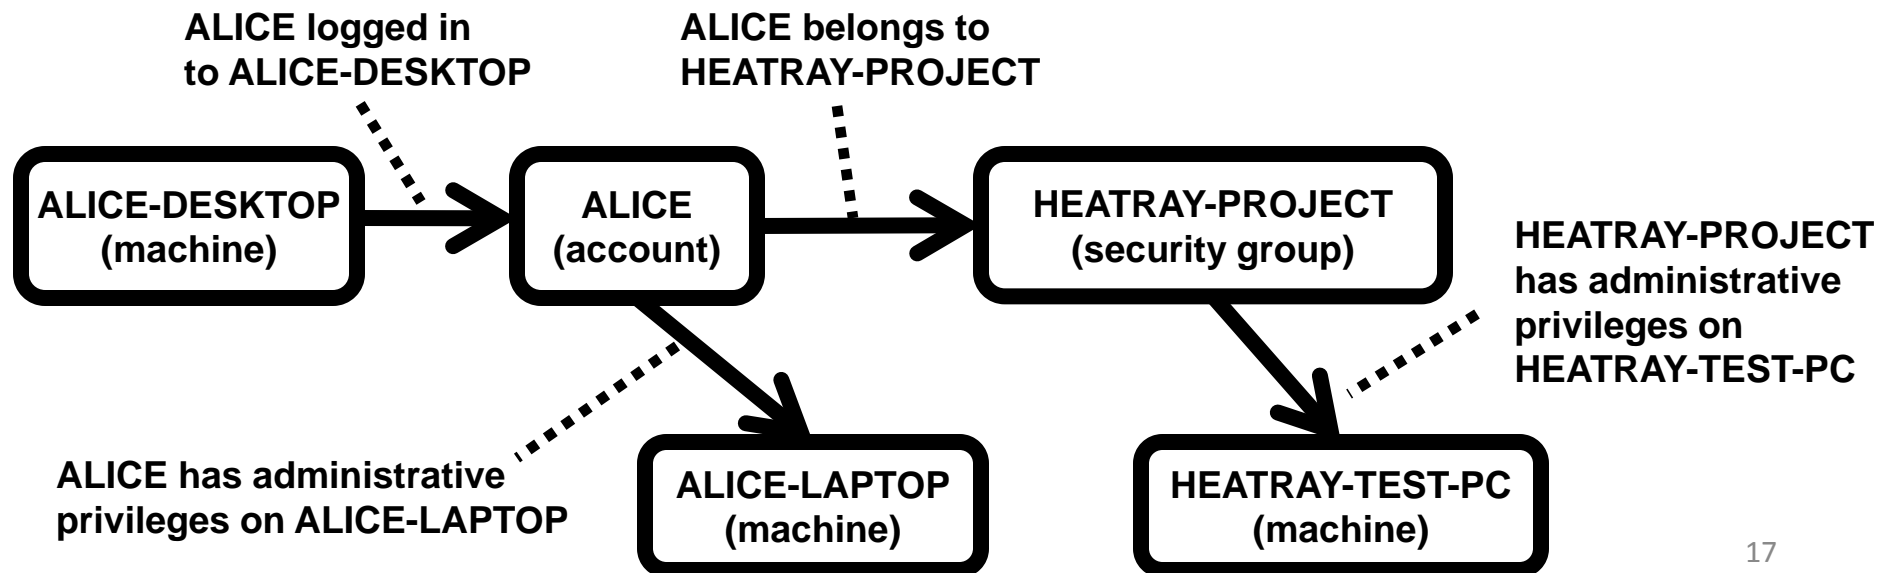 ALICE logged in
to ALICE-DESKTOP
ALICE belongs to
HEATRAY-PROJECT
ALICE-DESKTOP
(machine)
ALICE
(account)
HEATRAY-PROJECT
(security group)
HEATRAY-PROJECT
has administrative
privileges on
HEATRAY-TEST-PC
ALICE has administrative
privileges on ALICE-LAPTOP
ALICE-LAPTOP
(machine)
HEATRAY-TEST-PC
(machine)
17